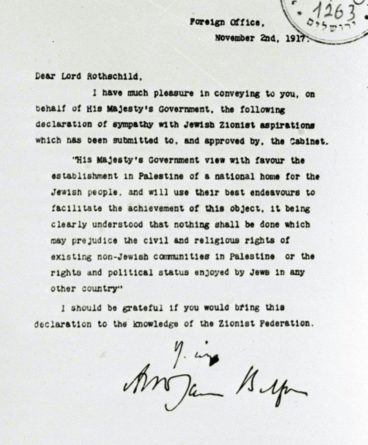 Foreign Office,
1263
ירושלים
November 2nd, 1917.
Dear Lord Rothschild,
I have much pleasure in conveying to you, on
behalf of His Majesty's Government, the following
declaration of sympathy with Jewish Zionist aspirations
which has been submitted to, and approved by, the Cabinet.
"His Majesty's Government view with favour the
establishment in Palestine of a national home for the
Jewish people, and will use their best endeavours to
facilitate the achievement of this object, it being
clearly understood that nothing shall be done which
may prejudice the civil and religious rights of
existing non-Jewish communities in Palestine or the
rights and political status enjoyed by Jews in any
other country"
I should be grateful if you would bring this
declaration to the knowledge of the Zionist Federation.